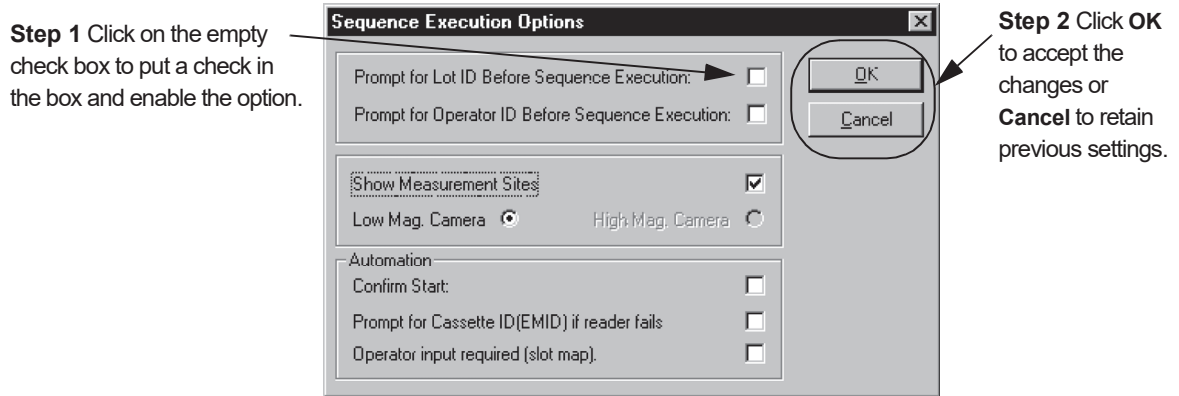 Step 1 Click on the empty
check box to put a check in
the box and enable the option.
Sequence Execution Options
Prompt for Lot ID Before Sequence Execution:
Prompt for Operator ID Before Sequence Execution:
OK
Cancel
Show Measurement Sites
Low Mag. Camera
High Mag. Camera
Automation
Confirm Start:
Prompt for Cassette ID(EMID) if reader fails
Operator input required (slot map).
Step 2 Click OK
to accept the
changes or
Cancel to retain
previous settings.